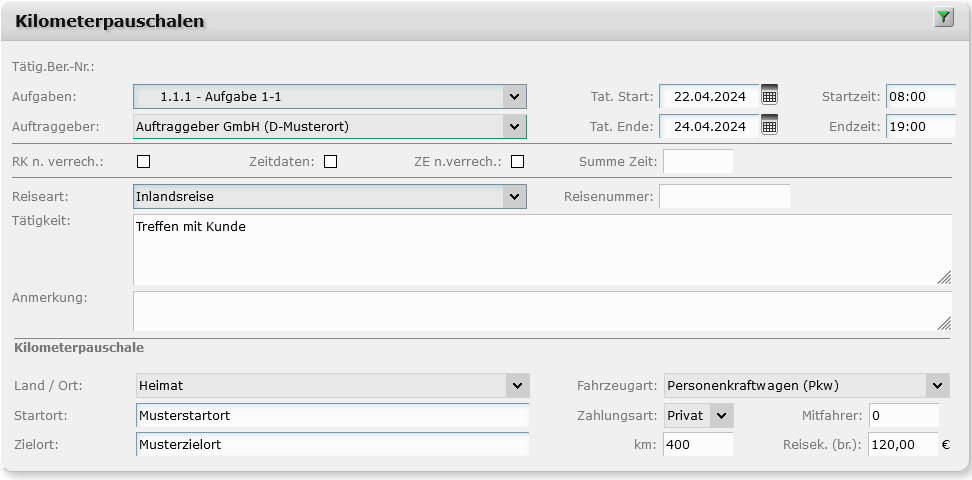 Kilometerpauschalen
Tätig.Ber.-Nr.:
Aufgaben: 1.1.1 - Aufgabe 1-1 Tat. Start: 22.04.2024 Startzeit: 08:00
Auftraggeber: Auftraggeber GmbH (D-Musterort) Tat. Ende: 24.04.2024 Endzeit: 19:00
RK n. verrech.: Zeitdaten: ZE n.verrech.: Summe Zeit:
Reiseart: Inlandsreise Reisenummer:
Tätigkeit: Treffen mit Kunde
Anmerkung:
Kilometerpauschale
Land / Ort: Heimat Fahrzeugart: Personenkraftwagen (Pkw)
Startort: Musterstartort Zahlungsart: Privat Mitfahrer: 0
Zielort: Musterzielort km: 400 Reisek. (br.): 120,00 €